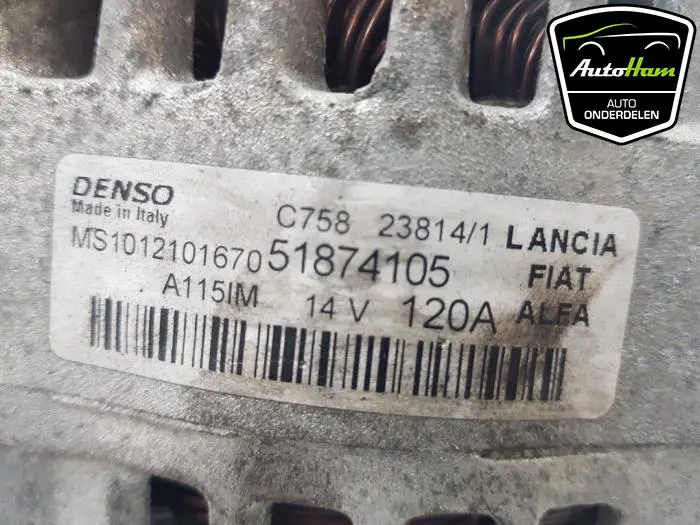 AutoHam
AUTO
ONDERDELEN
DENSO
Made in Italy
C758 23814/1 LANCIA
MS1012101670 51874105 FIAT
A115IM 14 V 120A ALFA